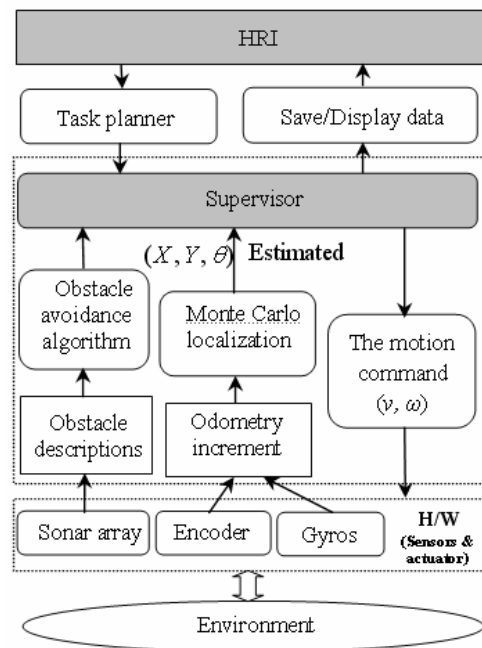 HRI
Task planner
Save/Display data
Supervisor
(X, Y, θ) Estimated
Obstacle
avoidance
algorithm
Monte Carlo
localization
The motion
command
(v, ω)
Obstacle
descriptions
Odometry
increment
Sonar array
Encoder
Gyros
H/W
(Sensors &
actuator)
Environment